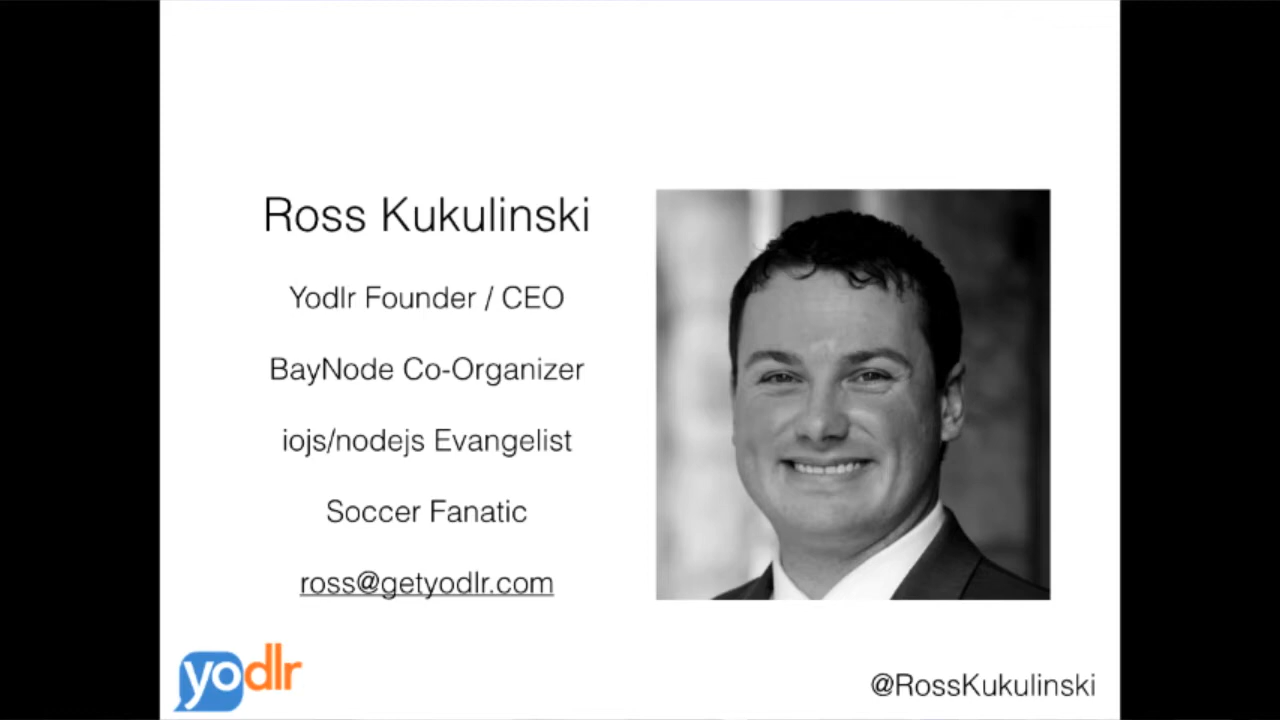 Ross Kukulinski
Yodlr Founder / CEO
BayNode Co-Organizer
iojs/nodejs Evangelist
Soccer Fanatic
ross@getyodlr.com
yodlr
@RossKukulinski